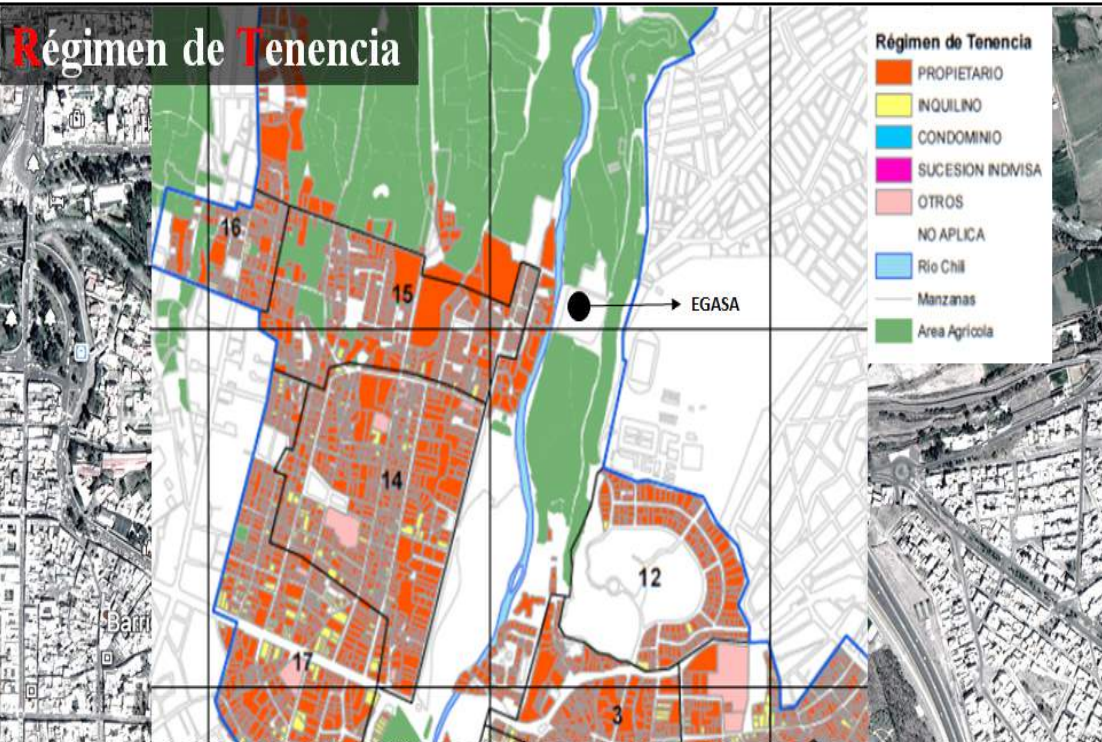 Régimen de Tenencia
Régimen de Tenencia
PROPIETARIO
INQUILINO
CONDOMINIO
SUCESION INDIVISA
OTROS
NO APLICA
Río Chili
Manzanas
Area Agrícola
16
15
EGASA
14
12
17
3
Barri